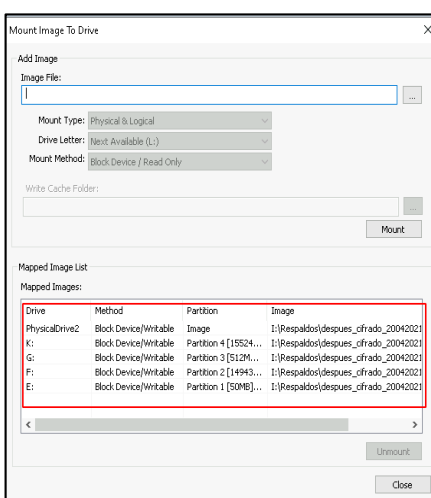 Mount Image To Drive
Add Image
Image File:
...
Mount Type: Physical & Logical
Drive Letter: Next Available (L:)
Mount Method: Block Device / Read Only
Write Cache Folder:
...
Mount
Mapped Image List
Mapped Images:
Drive Method Partition Image
PhysicalDrive2 Block Device/Writable Image I:\Respaldos\despues_cifrado_20042021
K: Block Device/Writable Partition 4 [15524... I:\Respaldos\despues_cifrado_20042021
G: Block Device/Writable Partition 3 [512M... I:\Respaldos\despues_cifrado_20042021
F: Block Device/Writable Partition 2 [14943... I:\Respaldos\despues_cifrado_20042021
E: Block Device/Writable Partition 1 [50MB]... I:\Respaldos\despues_cifrado_20042021
Unmount
Close